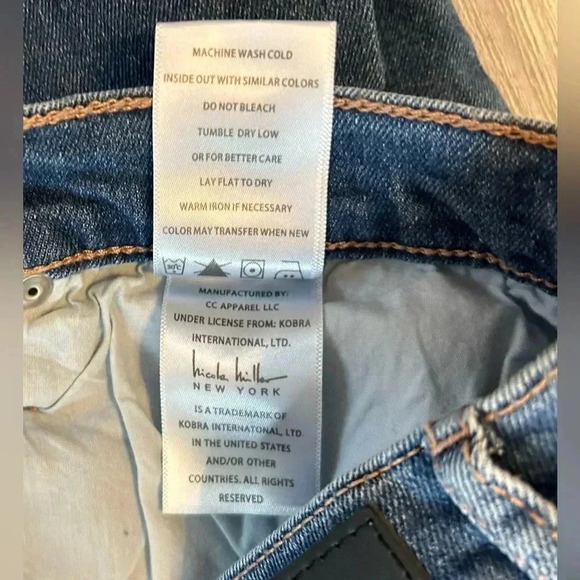 MACHINE WASH COLD
INSIDE OUT WITH SIMILAR COLORS
DO NOT BLEACH
TUMBLE DRY LOW
OR FOR BETTER CARE
LAY FLAT TO DRY
WARM IRON IF NECESSARY
COLOR MAY TRANSFER WHEN NEW
30°C
MANUFACTURED BY:
CC APPAREL LLC
UNDER LICENSE FROM: KOBRA
INTERNATIONAL, LTD.
nicole miller
NEW YORK
IS A TRADEMARK OF
KOBRA INTERNATONAL, LTD.
IN THE UNITED STATES
AND/OR OTHER
COUNTRIES. ALL RIGHTS
RESERVED